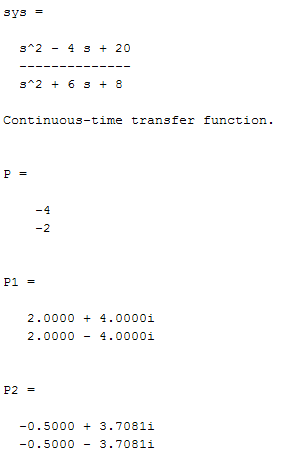 sys =
s^2 - 4 s + 20
--------------
s^2 + 6 s + 8
Continuous-time transfer function.
P =
-4
-2
P1 =
2.0000 + 4.0000i
2.0000 - 4.0000i
P2 =
-0.5000 + 3.7081i
-0.5000 - 3.7081i